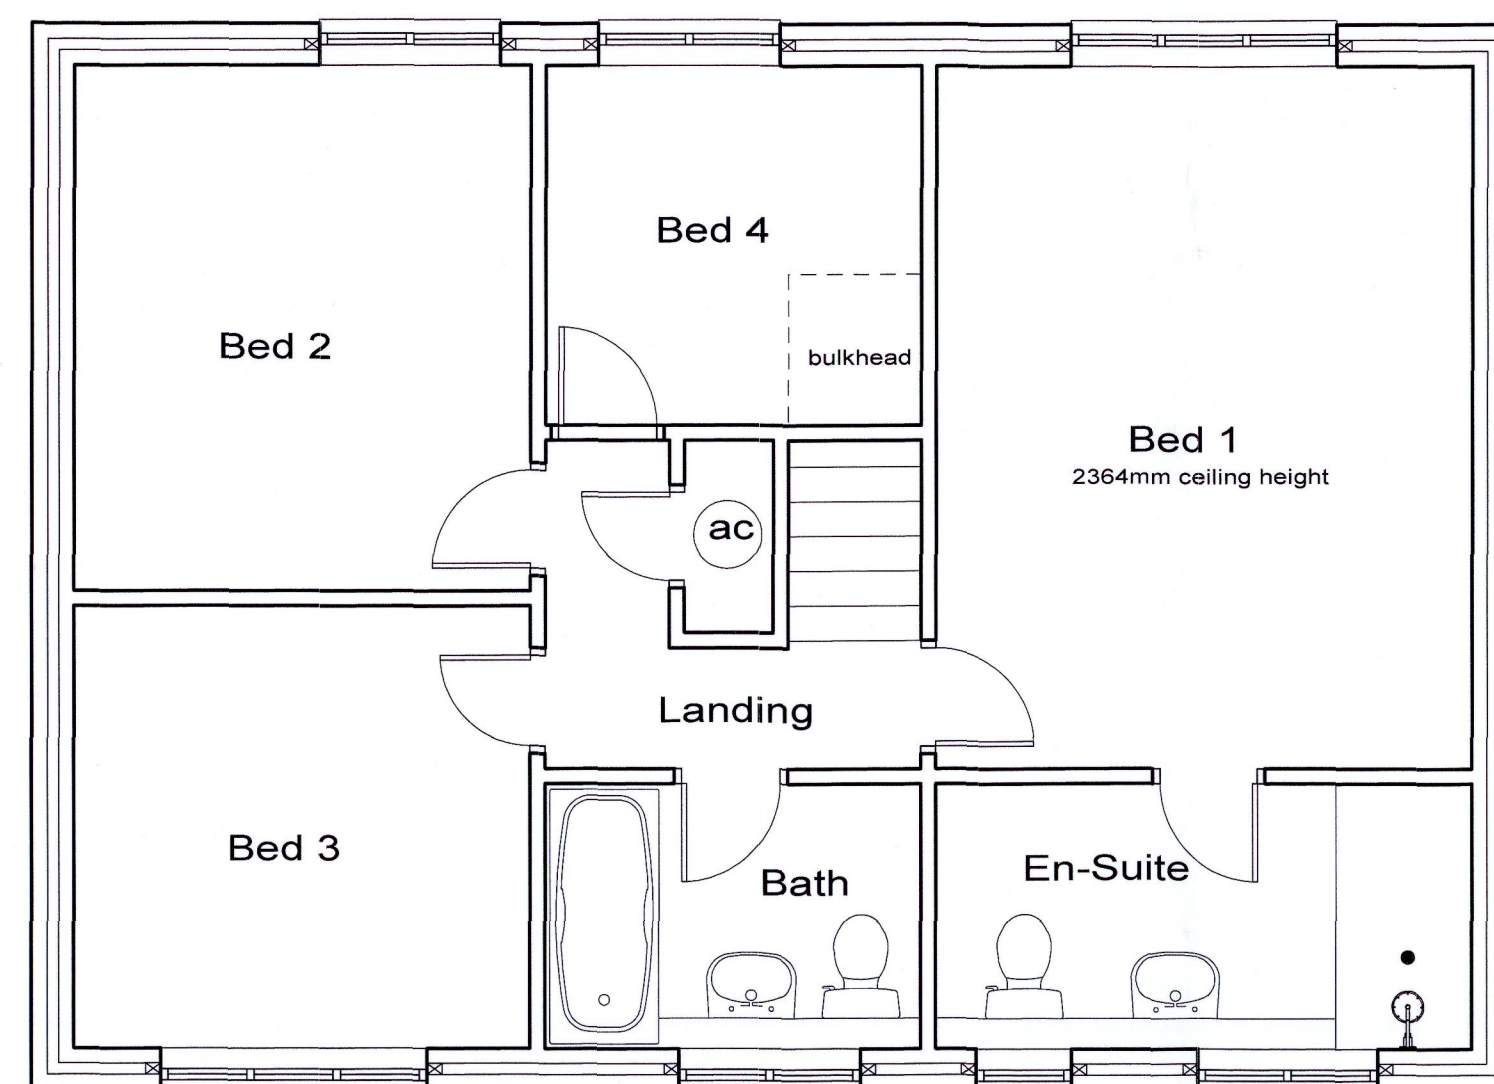 Bed 4
Bed 2
bulkhead
Bed 1
2364mm ceiling height
ac
Landing
Bed 3
Bath
En-Suite